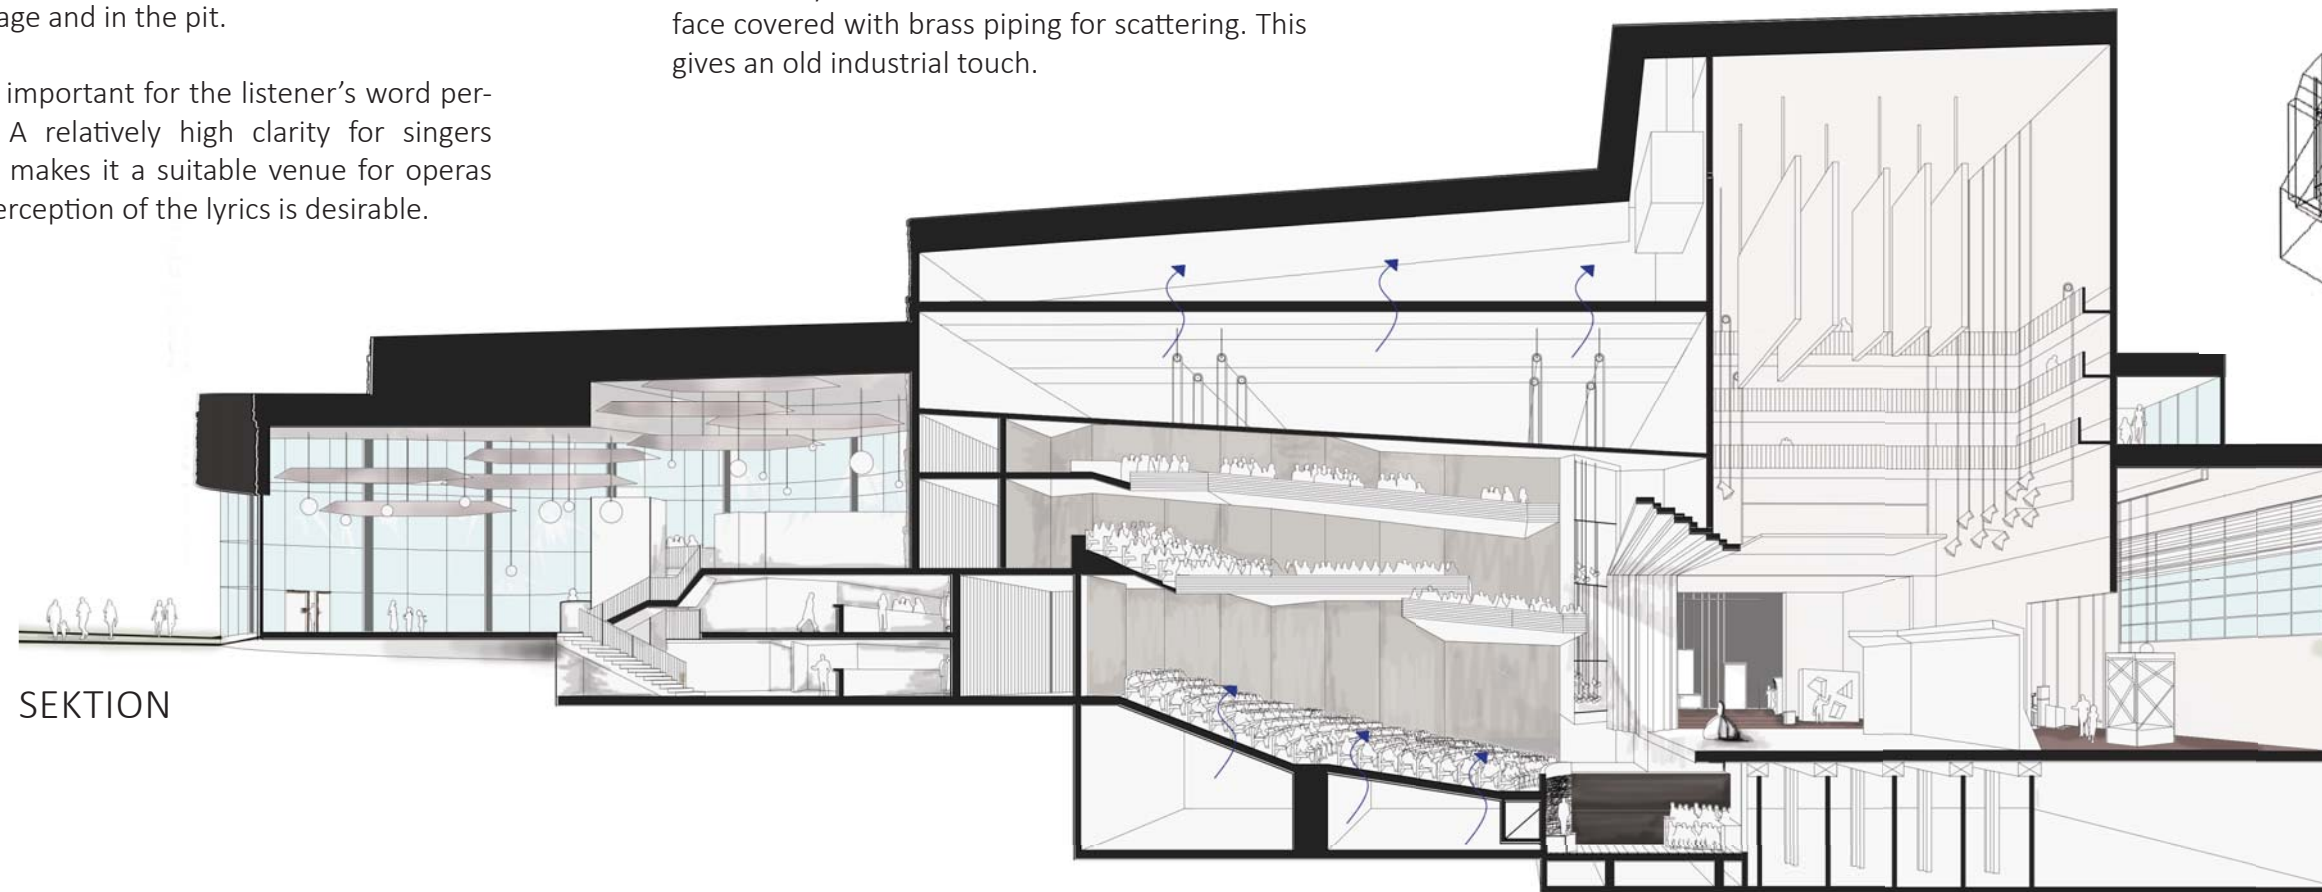 age and in the pit.
important for the listener’s word per-
A relatively high clarity for singers
makes it a suitable venue for operas
erception of the lyrics is desirable.
face covered with brass piping for scattering. This
gives an old industrial touch.
SEKTION